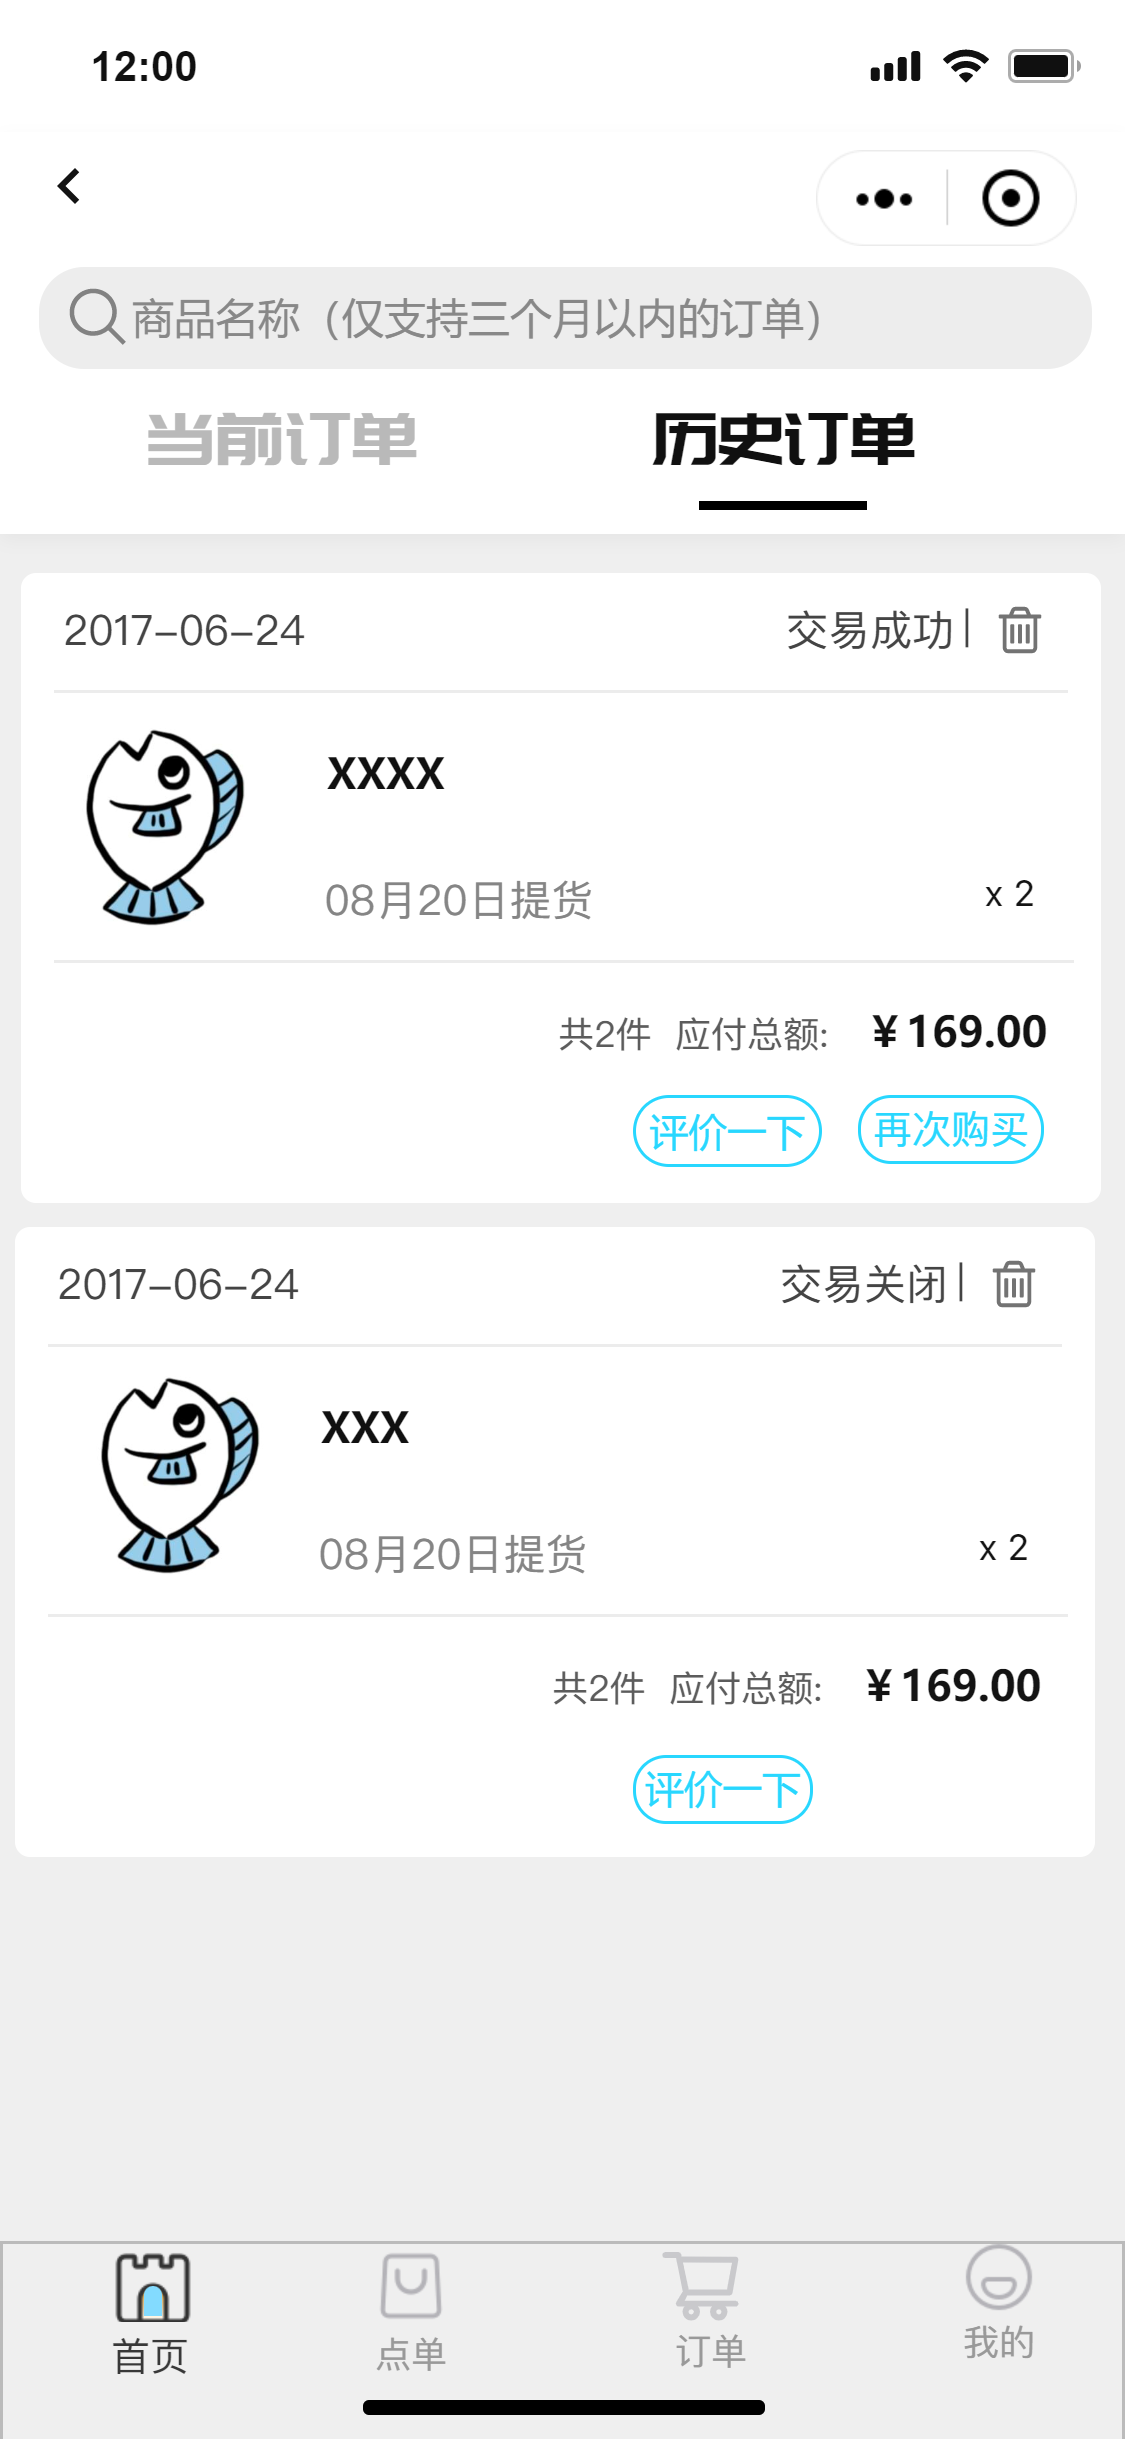 12:00
商品名称（仅支持三个月以内的订单）
当前订单 历史订单
2017-06-24 交易成功 |
XXXX
08月20日提货 x 2
共2件 应付总额: ¥ 169.00
评价一下 再次购买
2017-06-24 交易关闭 |
XXX
08月20日提货 x 2
共2件 应付总额: ¥ 169.00
评价一下
首页 点单 订单 我的